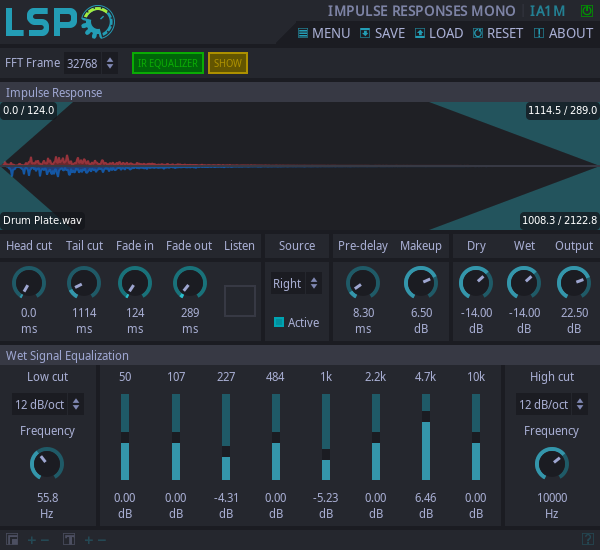 LSP
IMPULSE RESPONSES MONO IA1M
MENU SAVE LOAD RESET ABOUT
FFT Frame 32768 IR EQUALIZER SHOW
Impulse Response
0.0 / 124.0 1114.5 / 289.0
Drum Plate.wav 1008.3 / 2122.8
Head cut Tail cut Fade in Fade out Listen Source Pre-delay Makeup Dry Wet Output
Right
0.0 1114 124 289 Active 8.30 6.50 -14.00 -14.00 22.50
ms ms ms ms ms dB dB dB dB
Wet Signal Equalization
Low cut 50 107 227 484 1k 2.2k 4.7k 10k High cut
12 dB/oct 12 dB/oct
Frequency Frequency
55.8 0.00 0.00 -4.31 0.00 -5.23 0.00 6.46 0.00 10000
Hz dB dB dB dB dB dB dB dB Hz
+ − + − ?